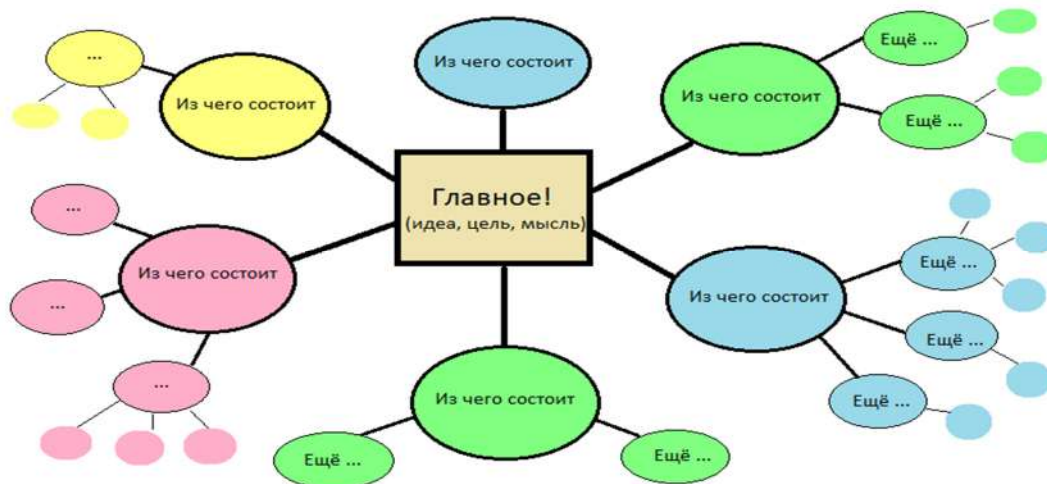 ...
Из чего состоит
Из чего состоит
Из чего состоит
Ещё ...
Ещё ...
Главное!
(идея, цель, мысль)
...
...
...
Из чего состоит
Из чего состоит
Ещё ...
Ещё ...
Ещё ...
Из чего состоит
Ещё ...
Ещё ...